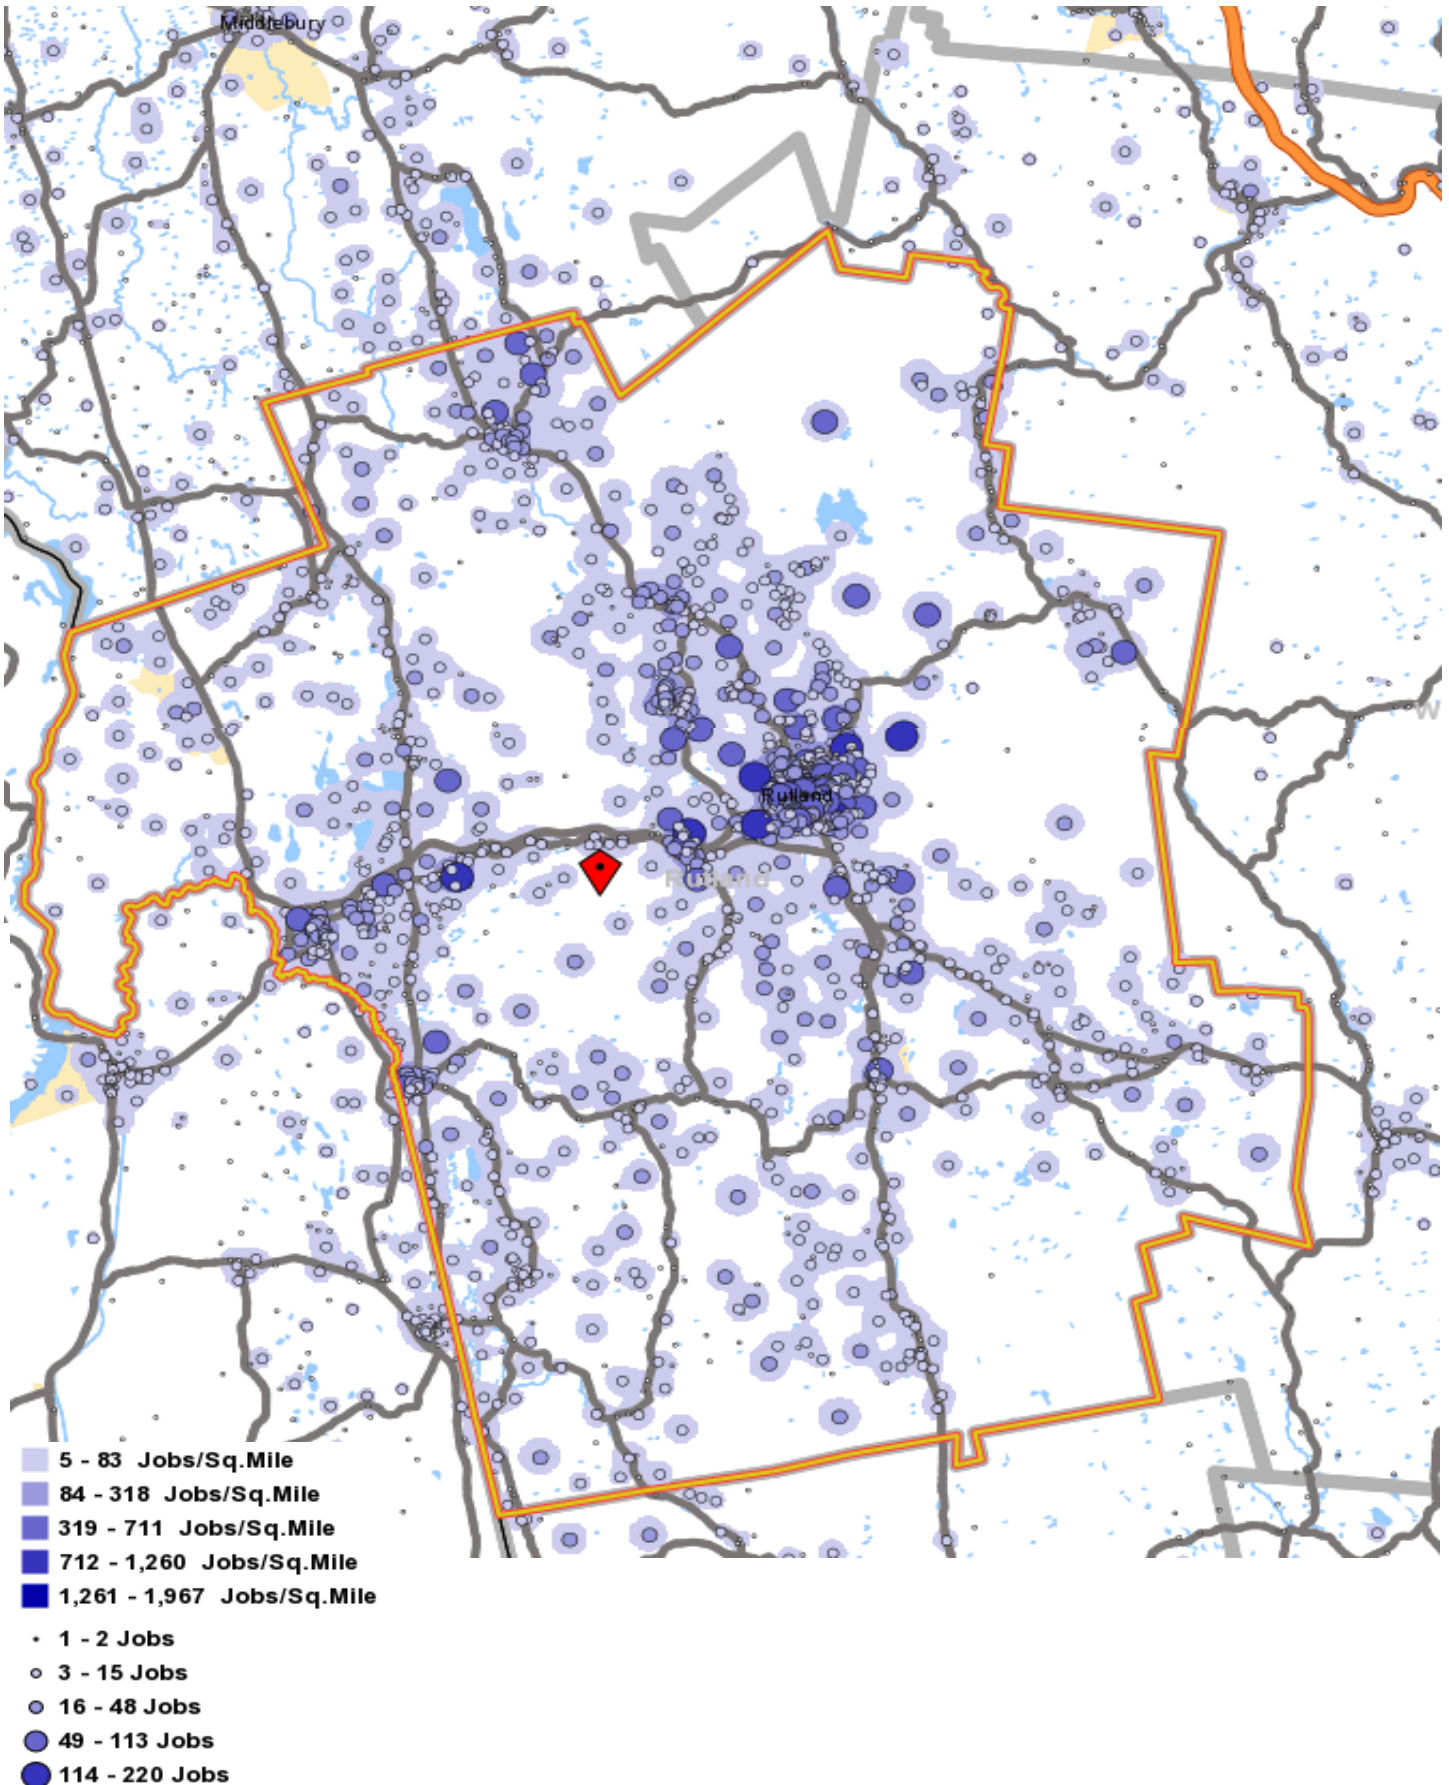 Middlebury
W
Rutland
Rutland
5 - 83 Jobs/Sq.Mile
84 - 318 Jobs/Sq.Mile
319 - 711 Jobs/Sq.Mile
712 - 1,260 Jobs/Sq.Mile
1,261 - 1,967 Jobs/Sq.Mile
1 - 2 Jobs
3 - 15 Jobs
16 - 48 Jobs
49 - 113 Jobs
114 - 220 Jobs